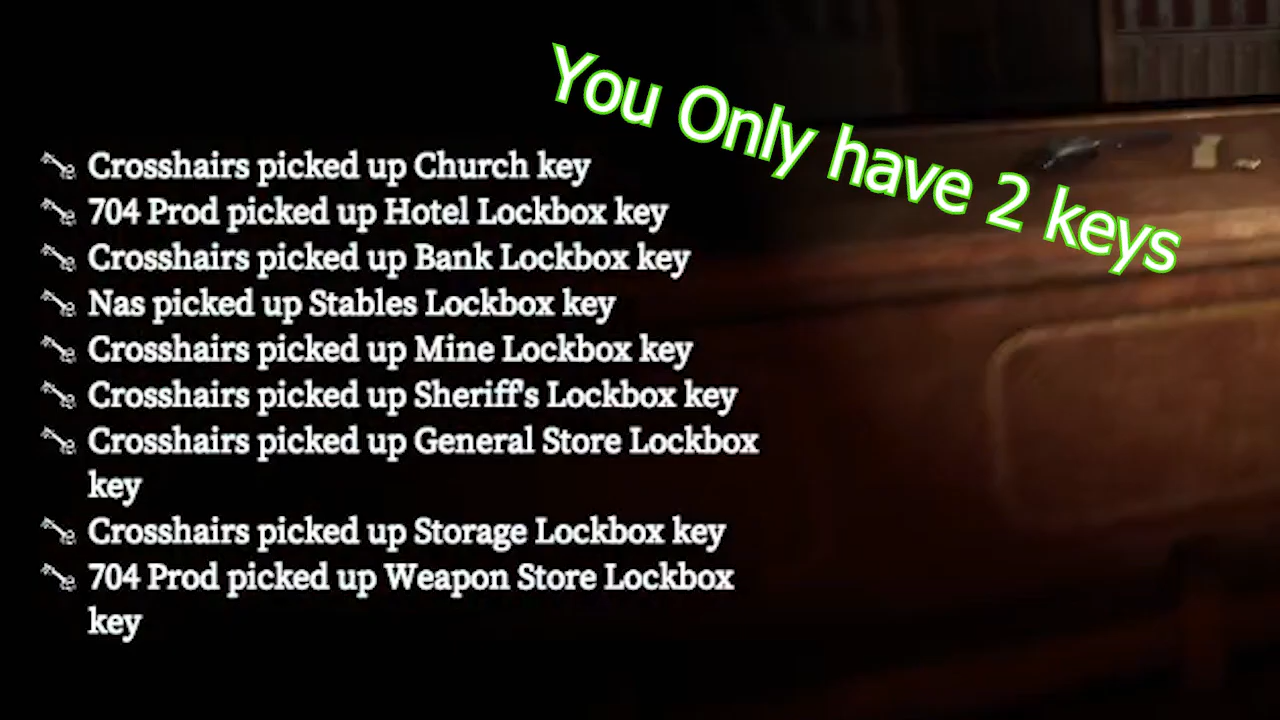 You Only have 2 keys
Crosshairs picked up Church key
704 Prod picked up Hotel Lockbox key
Crosshairs picked up Bank Lockbox key
Nas picked up Stables Lockbox key
Crosshairs picked up Mine Lockbox key
Crosshairs picked up Sheriff's Lockbox key
Crosshairs picked up General Store Lockbox
key
Crosshairs picked up Storage Lockbox key
704 Prod picked up Weapon Store Lockbox
key